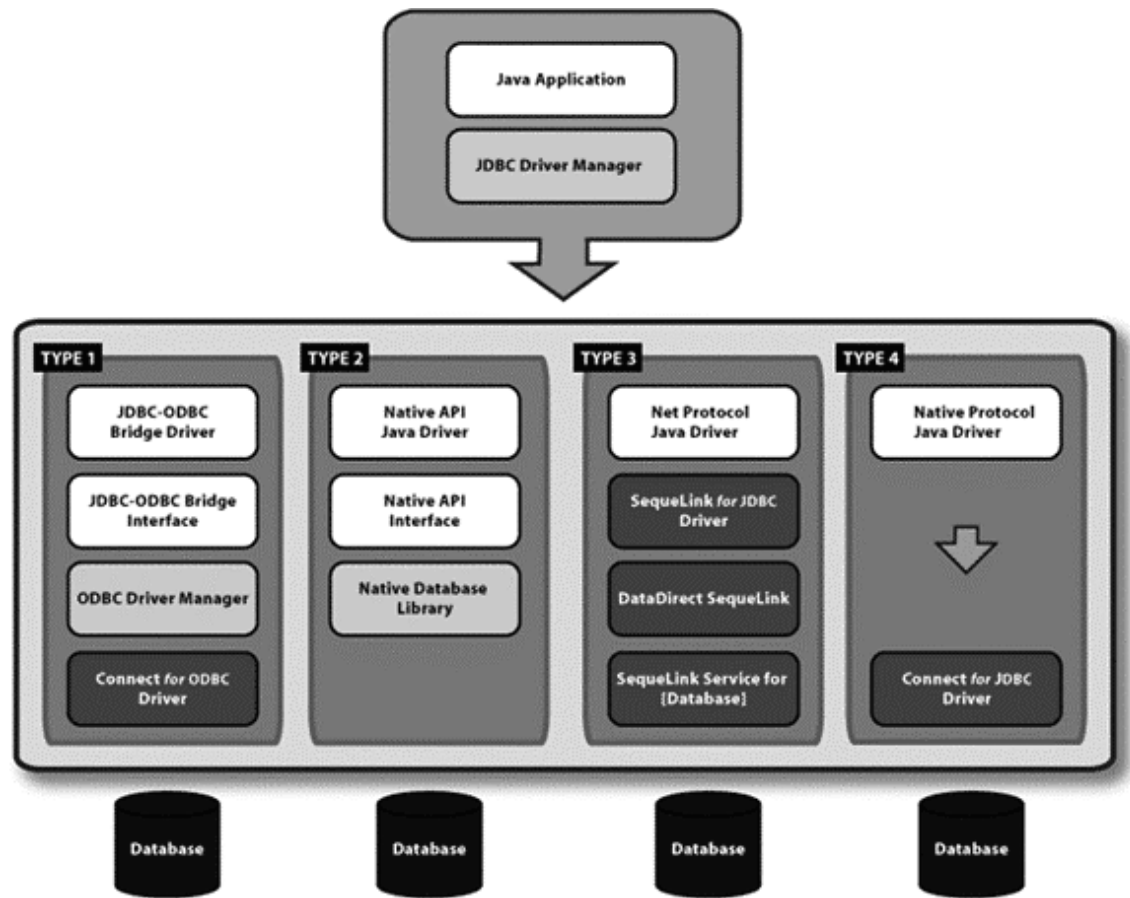 Java Application
JDBC Driver Manager
TYPE 1
JDBC-ODBC
Bridge Driver
JDBC-ODBC Bridge
Interface
ODBC Driver Manager
Connect for ODBC
Driver
TYPE 2
Native API
Java Driver
Native API
Interface
Native Database
Library
TYPE 3
Net Protocol
Java Driver
SequeLink for JDBC
Driver
DataDirect SequeLink
SequeLink Service for
[Database]
TYPE 4
Native Protocol
Java Driver
Connect for JDBC
Driver
Database
Database
Database
Database